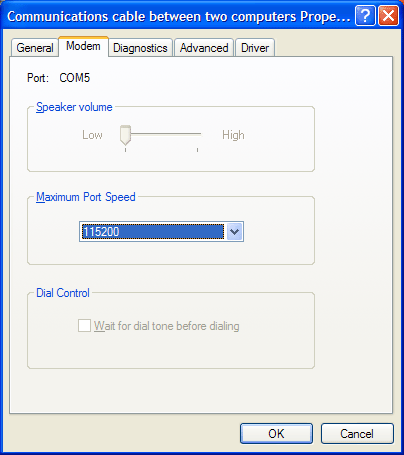 Communications cable between two computers Prope...
General Modem Diagnostics Advanced Driver
Port: COM5
Speaker volume
Low High
Maximum Port Speed
115200
Dial Control
Wait for dial tone before dialing
OK Cancel